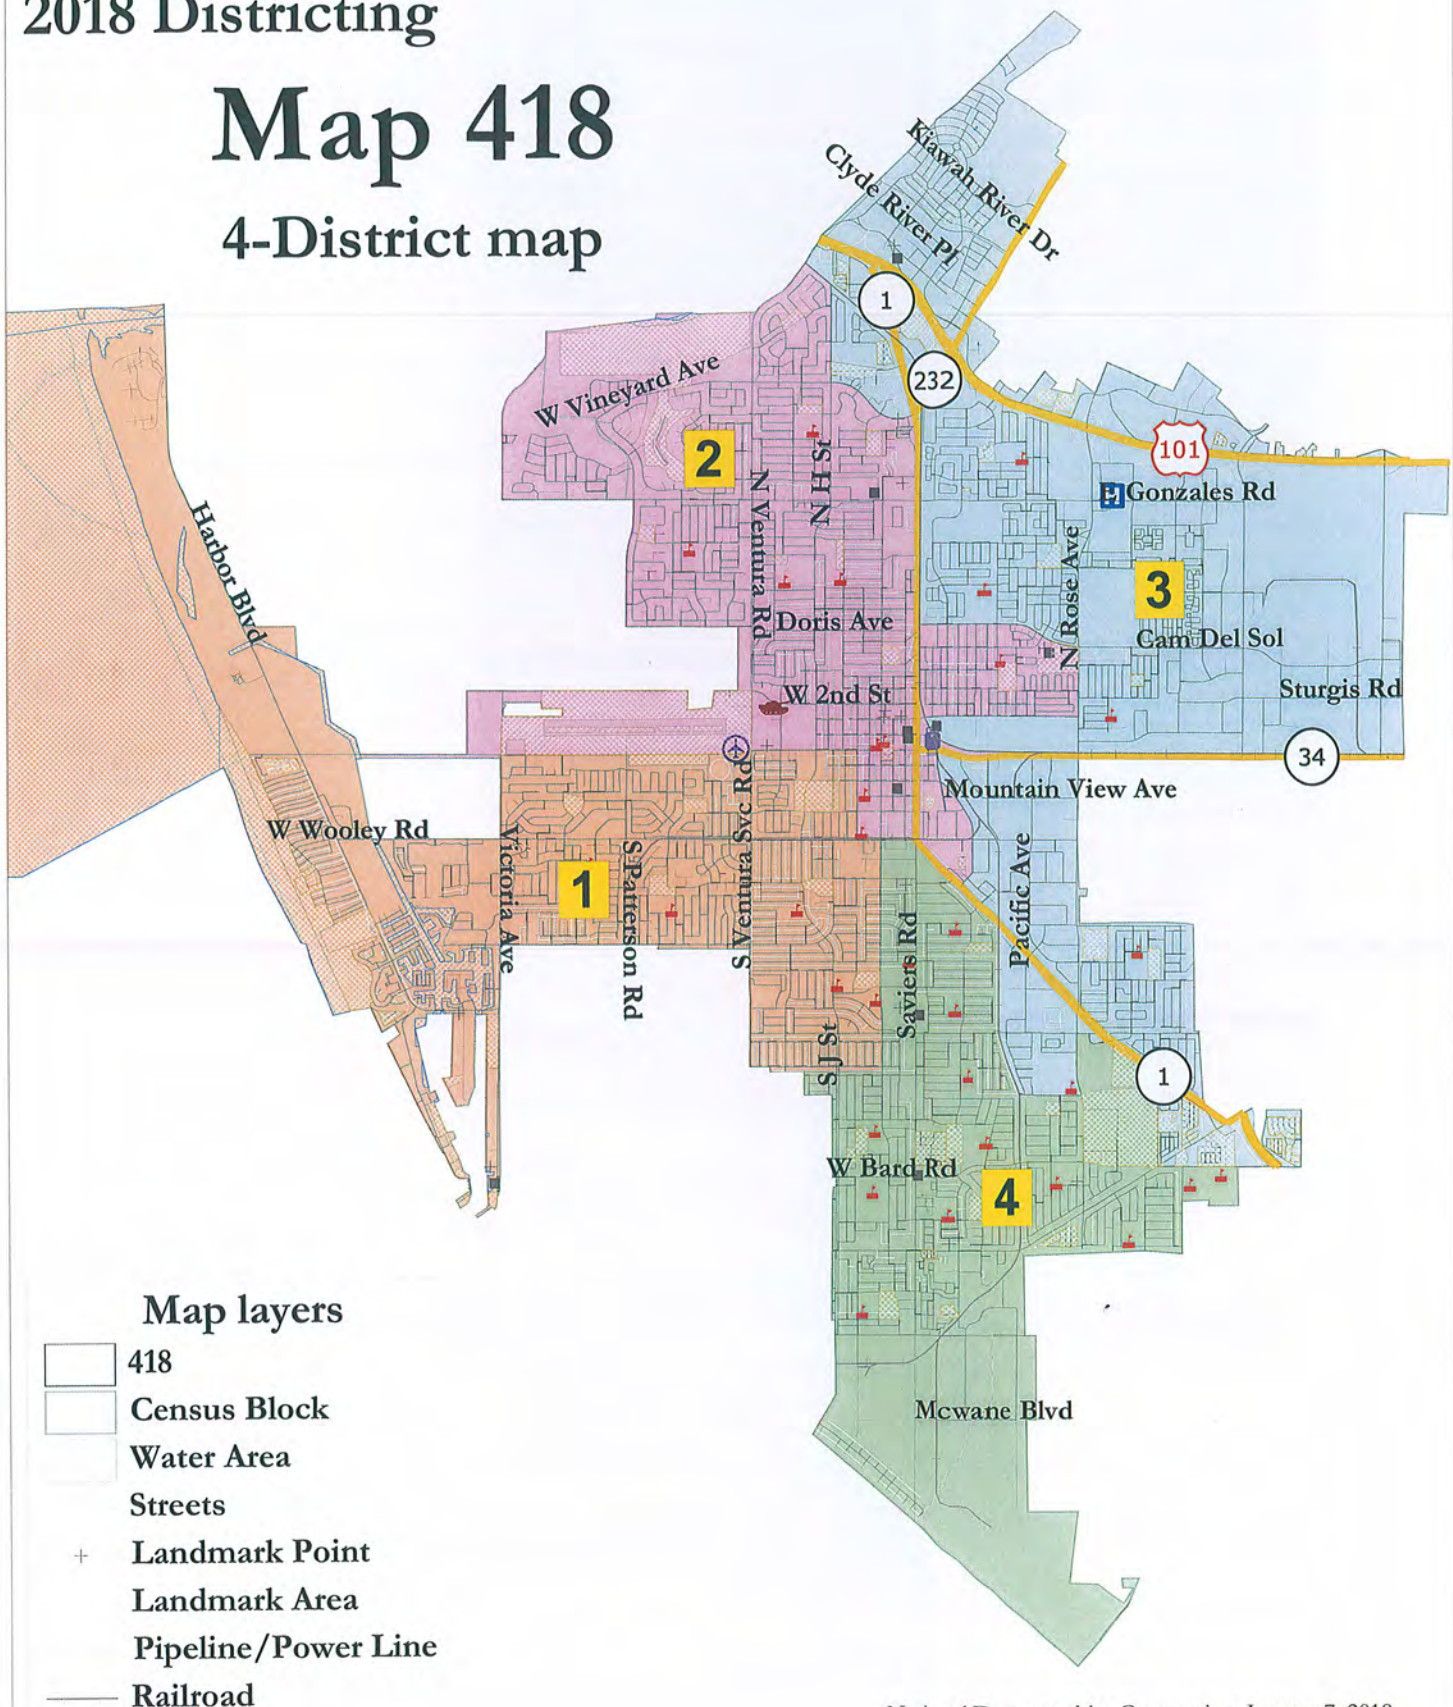 2018 Districting
Map 418
4-District map
Kiawah River Dr
Clyde River Pl
1
232
101
W Vineyard Ave
2
N H St
N Ventura Rd
Gonzales Rd
H
N Rose Ave
3
Harbor Blvd
Doris Ave
Cam Del Sol
W 2nd St
Sturgis Rd
34
Mountain View Ave
W Wooley Rd
Victoria Ave
1
S Patterson Rd
S Ventura Svc Rd
Saviers Rd
Pacific Ave
S J St
1
W Bard Rd
4
Mcwane Blvd
Map layers
418
Census Block
Water Area
Streets
Landmark Point
Landmark Area
Pipeline/Power Line
Railroad